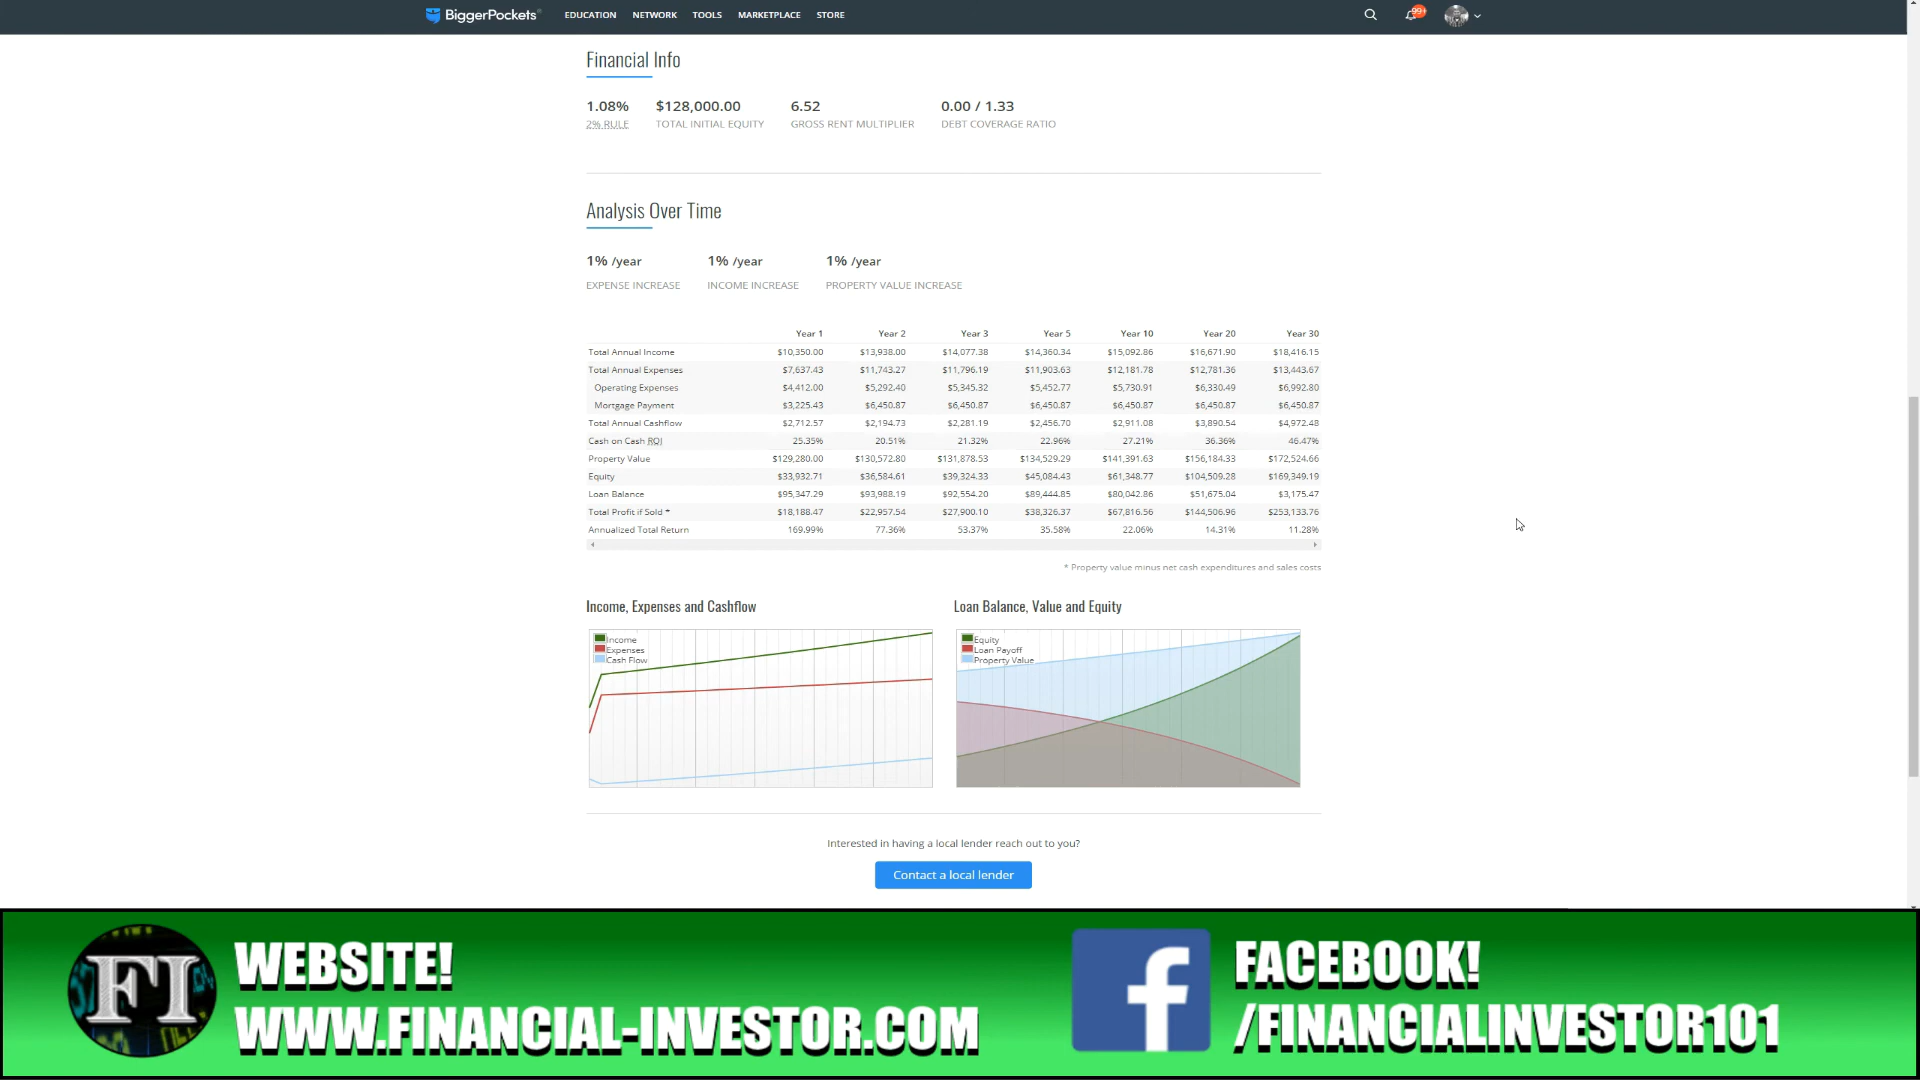 BiggerPockets EDUCATION NETWORK TOOLS MARKETPLACE STORE 99+
Financial Info
1.08% $128,000.00 6.52 0.00 / 1.33
2% RULE TOTAL INITIAL EQUITY GROSS RENT MULTIPLIER DEBT COVERAGE RATIO
Analysis Over Time
1% /year 1% /year 1% /year
EXPENSE INCREASE INCOME INCREASE PROPERTY VALUE INCREASE
Year 1 Year 2 Year 3 Year 5 Year 10 Year 20 Year 30
Total Annual Income $10,350.00 $13,938.00 $14,077.38 $14,360.34 $15,092.86 $16,671.90 $18,416.15
Total Annual Expenses $7,637.43 $11,743.27 $11,796.19 $11,903.63 $12,181.78 $12,781.36 $13,443.67
Operating Expenses $4,412.00 $5,292.40 $5,345.32 $5,452.77 $5,730.91 $6,330.49 $6,992.80
Mortgage Payment $3,225.43 $6,450.87 $6,450.87 $6,450.87 $6,450.87 $6,450.87 $6,450.87
Total Annual Cashflow $2,712.57 $2,194.73 $2,281.19 $2,456.70 $2,911.08 $3,890.54 $4,972.48
Cash on Cash ROI 25.35% 20.51% 21.32% 22.96% 27.21% 36.36% 46.47%
Property Value $129,280.00 $130,572.80 $131,878.53 $134,529.29 $141,391.63 $156,184.33 $172,524.66
Equity $33,932.71 $36,584.61 $39,324.33 $45,084.43 $61,348.77 $104,509.28 $169,349.19
Loan Balance $95,347.29 $93,988.19 $92,554.20 $89,444.85 $80,042.86 $51,675.04 $3,175.47
Total Profit if Sold * $18,188.47 $22,957.54 $27,900.10 $38,326.37 $67,816.56 $144,506.96 $253,133.76
Annualized Total Return 169.99% 77.36% 53.37% 35.58% 22.06% 14.31% 11.28%
* Property value minus net cash expenditures and sales costs
Income, Expenses and Cashflow
Income
Expenses
Cash Flow
Loan Balance, Value and Equity
Equity
Loan Payoff
Property Value
Interested in having a local lender reach out to you?
Contact a local lender
FI
WEBSITE!
WWW.FINANCIAL-INVESTOR.COM
f
FACEBOOK!
/FINANCIALINVESTOR101